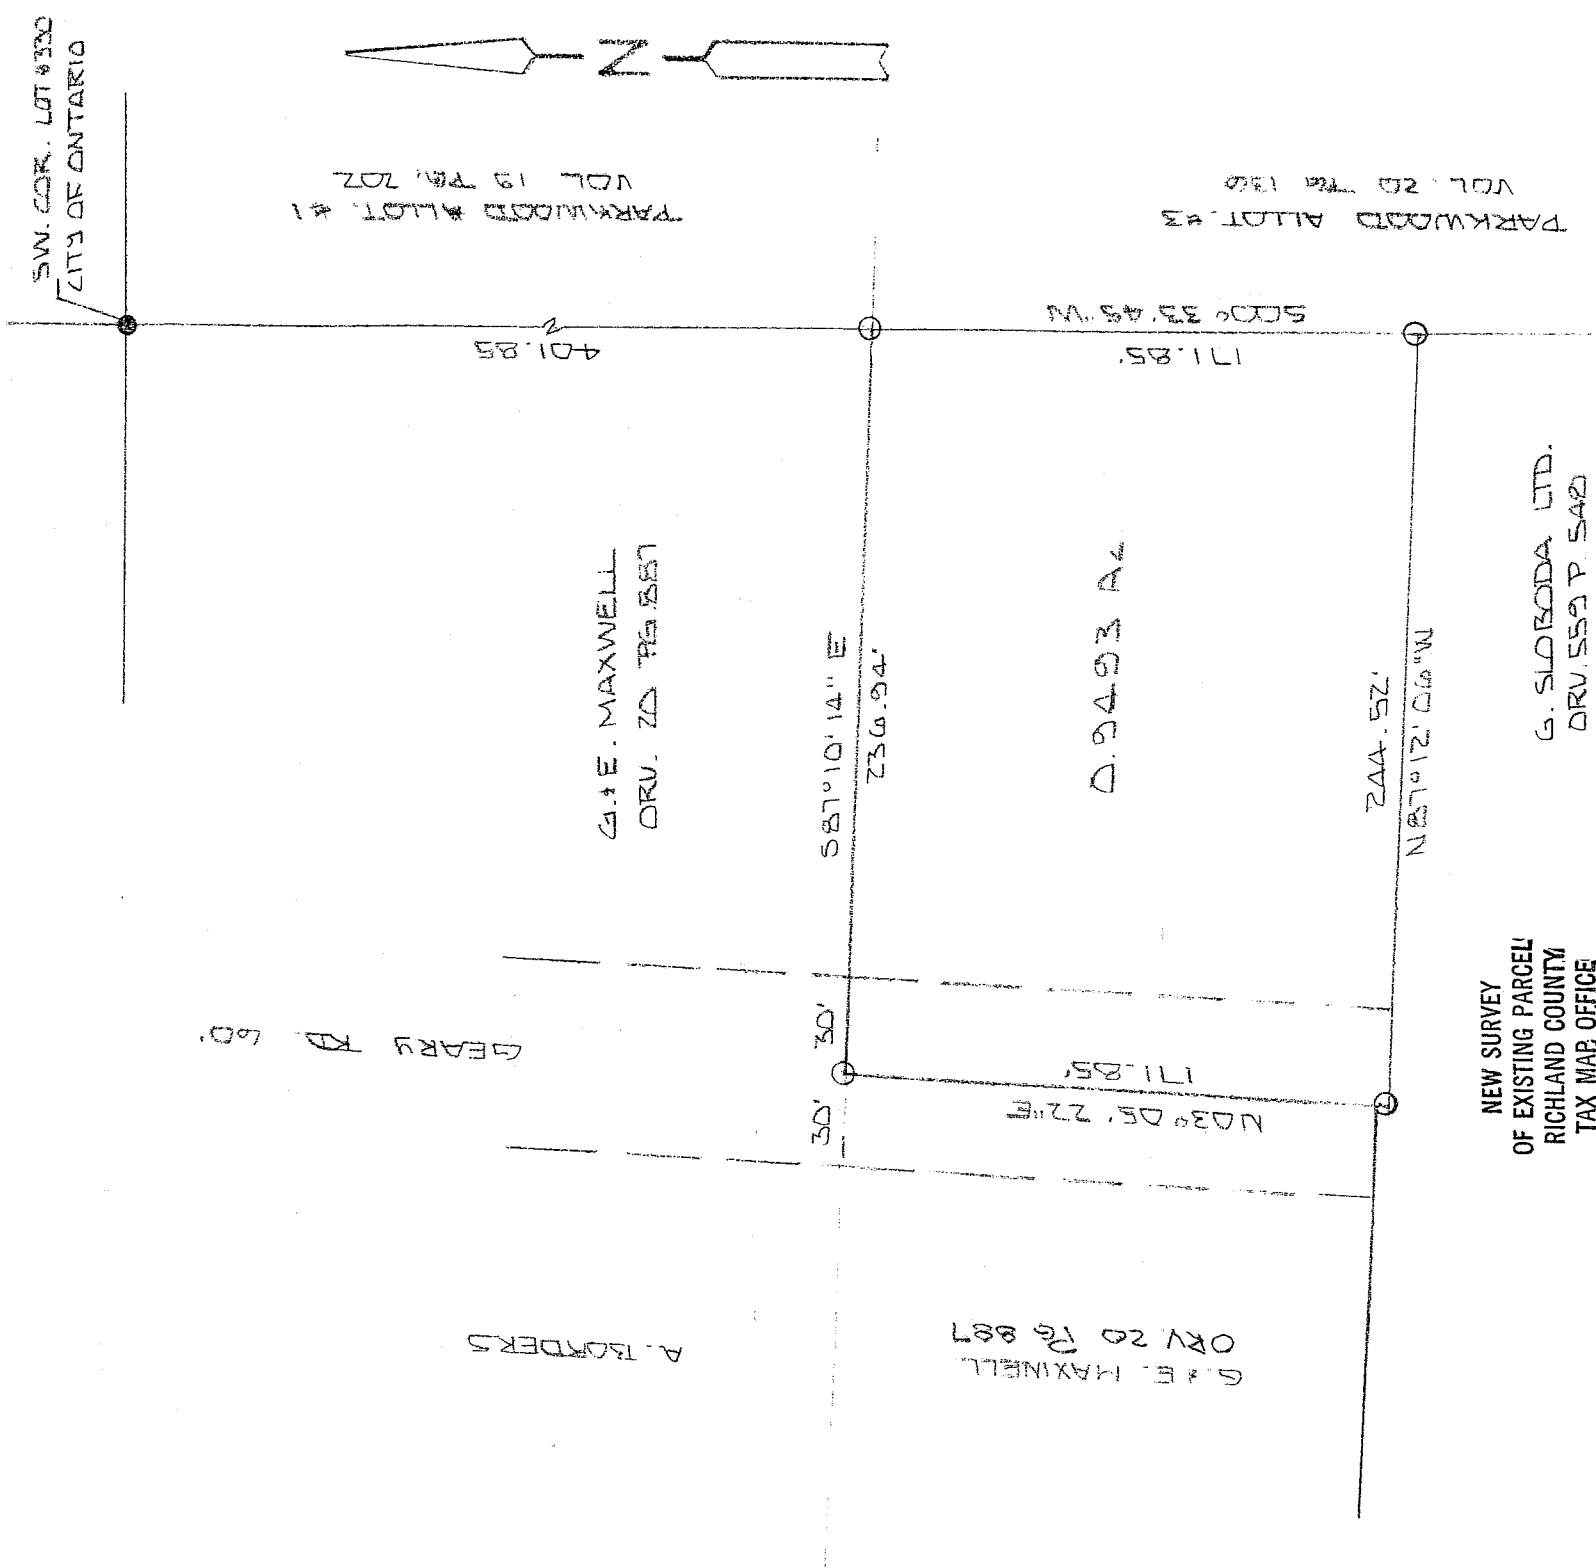 SW. COR. LOT #330
CITY OF ONTARIO
N
PARKWOOD ALLOT. #1
VOL 19 PG. 202
PARKWOOD ALLOT. #3
VOL. 20 PG 136
401.85
S00° 33' 45" W
171.85'
G. & E. MAXWELL
ORV. 20 PG. 887
S87° 10' 14" E
236.94'
0.9493 Ac
244.52'
N87° 12' 06" W
G. SLOBODA LTD.
ORV. 559 P. 540
GEARY RD 60'
30'
30'
171.85'
N03° 05' 22" E
A. BORDERS
G. & E. MAXWELL
ORV 20 PG 887
NEW SURVEY
OF EXISTING PARCEL
RICHLAND COUNTY
TAX MAP OFFICE